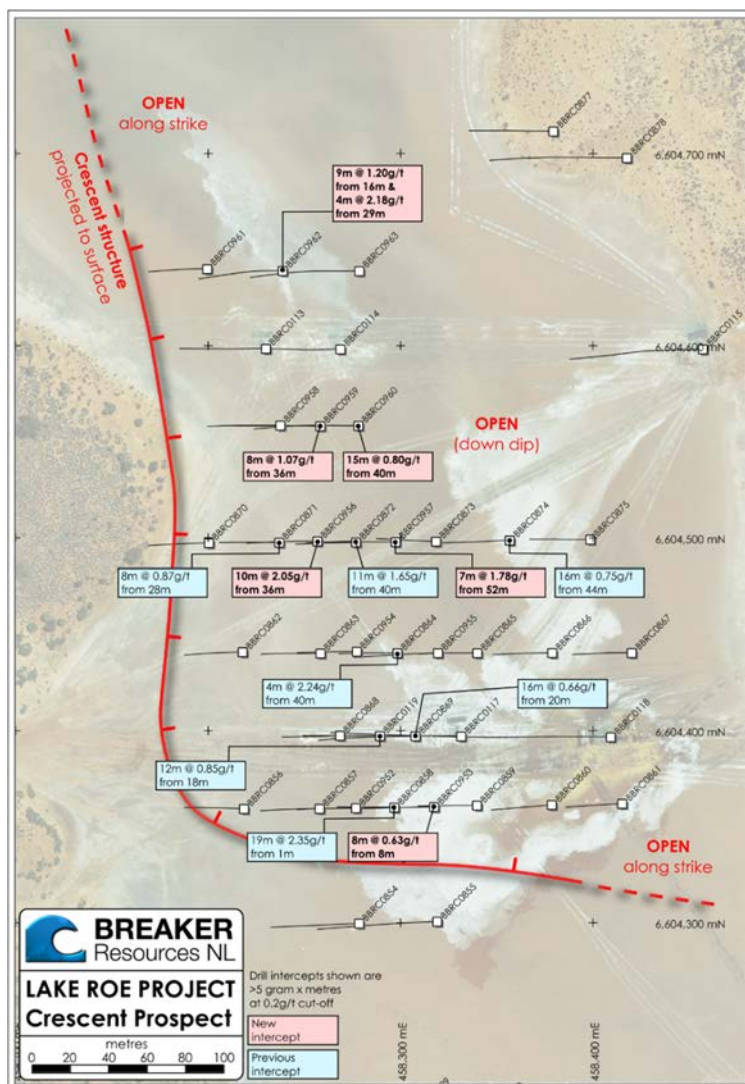 OPEN
along strike
Crescent structure
projected to surface
BBRC0877
BBRC0878
6,604,700 mN
9m @ 1.20g/t
from 16m &
4m @ 2.18g/t
from 29m
BBRC0961
BBRC0962
BBRC0963
BBRC0113
BBRC0114
BBRC0115
6,604,600 mN
BBRC0958
BBRC0959
BBRC0960
OPEN
(down dip)
8m @ 1.07g/t
from 36m
15m @ 0.80g/t
from 40m
BBRC0870
BBRC0871
BBRC0956
BBRC0872
BBRC0957
BBRC0873
BBRC0874
BBRC0875
6,604,500 mN
8m @ 0.87g/t
from 28m
10m @ 2.05g/t
from 36m
11m @ 1.65g/t
from 40m
7m @ 1.78g/t
from 52m
16m @ 0.75g/t
from 44m
BBRC0862
BBRC0863
BBRC0954
BBRC0864
BBRC0955
BBRC0865
BBRC0866
BBRC0867
4m @ 2.24g/t
from 40m
16m @ 0.66g/t
from 20m
BBRC0868
BBRC0119
BBRC0869
BBRC0117
BBRC0118
6,604,400 mN
12m @ 0.85g/t
from 18m
BBRC0856
BBRC0857
BBRC0952
BBRC0858
BBRC0953
BBRC0859
BBRC0860
BBRC0861
19m @ 2.35g/t
from 1m
8m @ 0.63g/t
from 8m
OPEN
along strike
BBRC0854
BBRC0855
6,604,300 mN
BREAKER
Resources NL
LAKE ROE PROJECT
Crescent Prospect
metres
0 20 40 60 80 100
Drill intercepts shown are
>5 gram x metres
at 0.2g/t cut-off
New
intercept
Previous
intercept
458,300 mE
458,400 mE